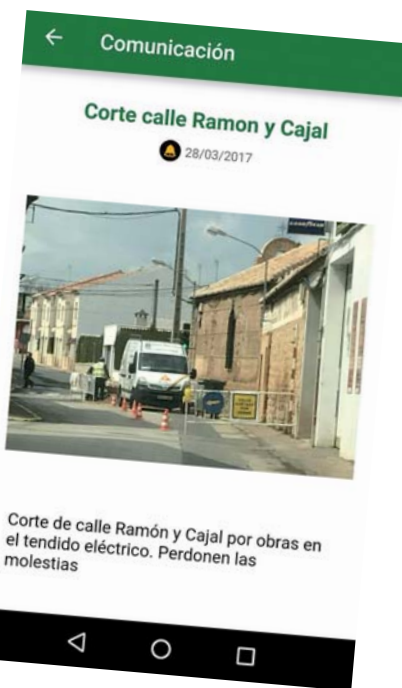 Comunicación
Corte calle Ramon y Cajal
28/03/2017
Corte de calle Ramón y Cajal por obras en
el tendido eléctrico. Perdonen las
molestias